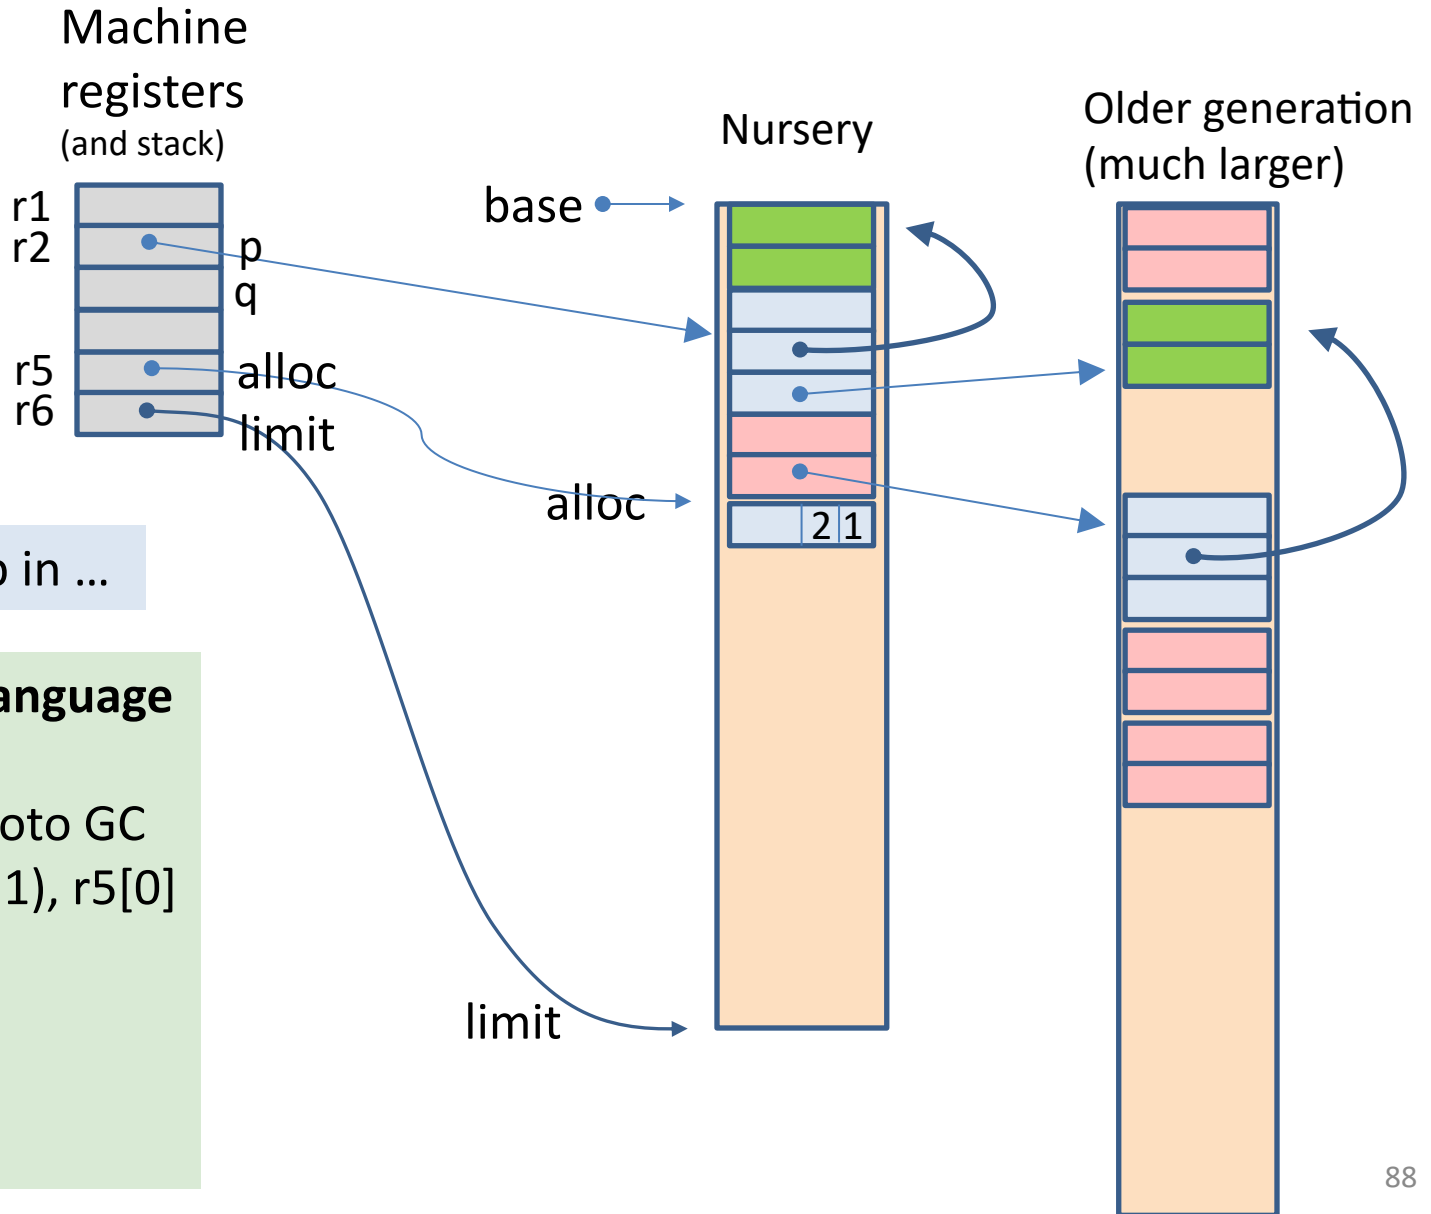 Machine
registers
(and stack)
Nursery
Older generation
(much larger)
base
r1
r2
p
q
r5
alloc
r6
limit
alloc
2 1
in ...
anguage
oto GC
1), r5[0]
limit
88